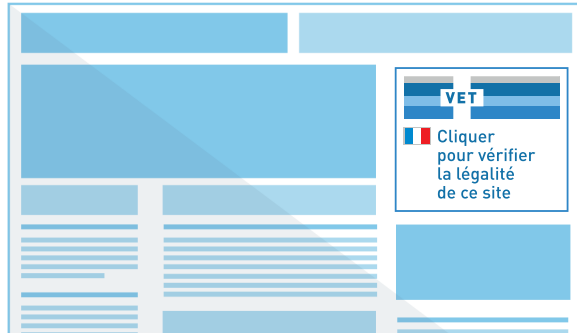 VET
Cliquer
pour vérifier
la légalité
de ce site